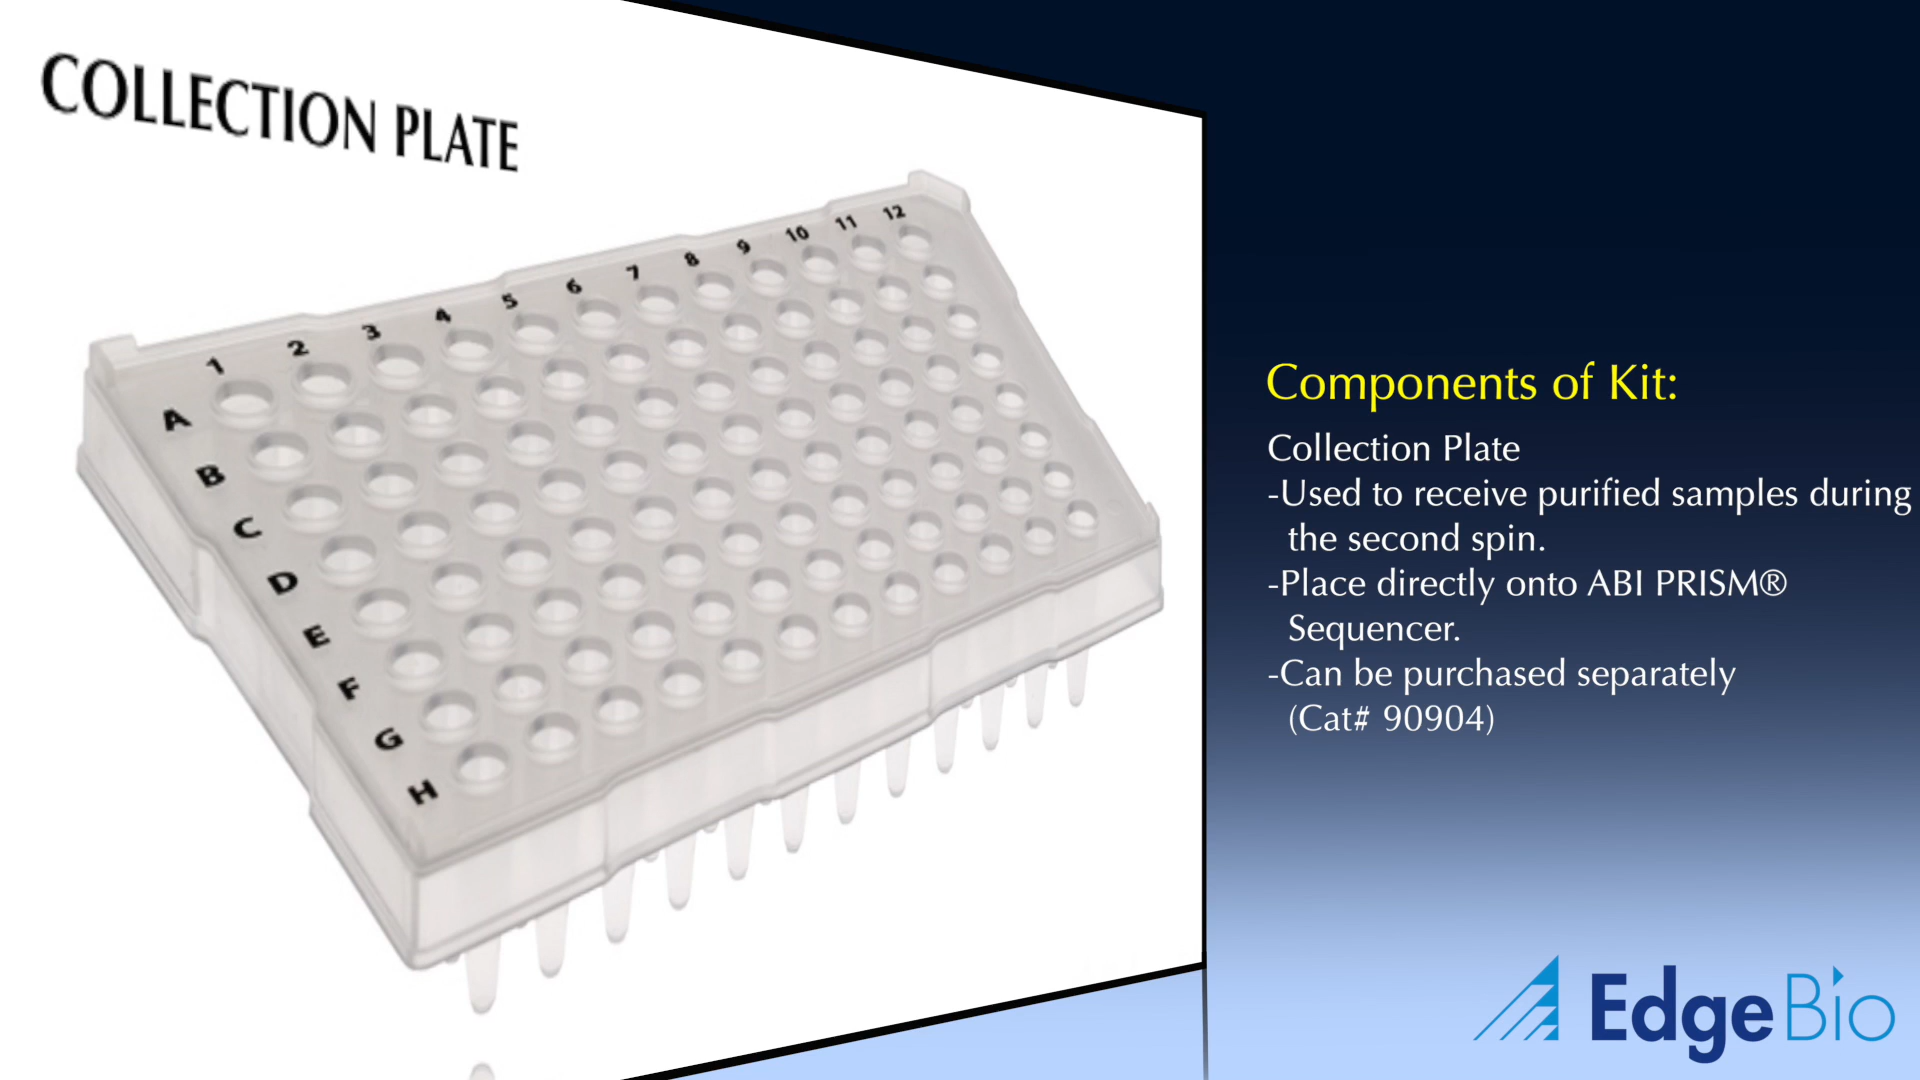 COLLECTION PLATE
1 2 3 4 5 6 7 8 9 10 11 12
A
B
C
D
E
F
G
H
Components of Kit:
Collection Plate
-Used to receive purified samples during
the second spin.
-Place directly onto ABI PRISM®
Sequencer.
-Can be purchased separately
(Cat# 90904)
EdgeBio